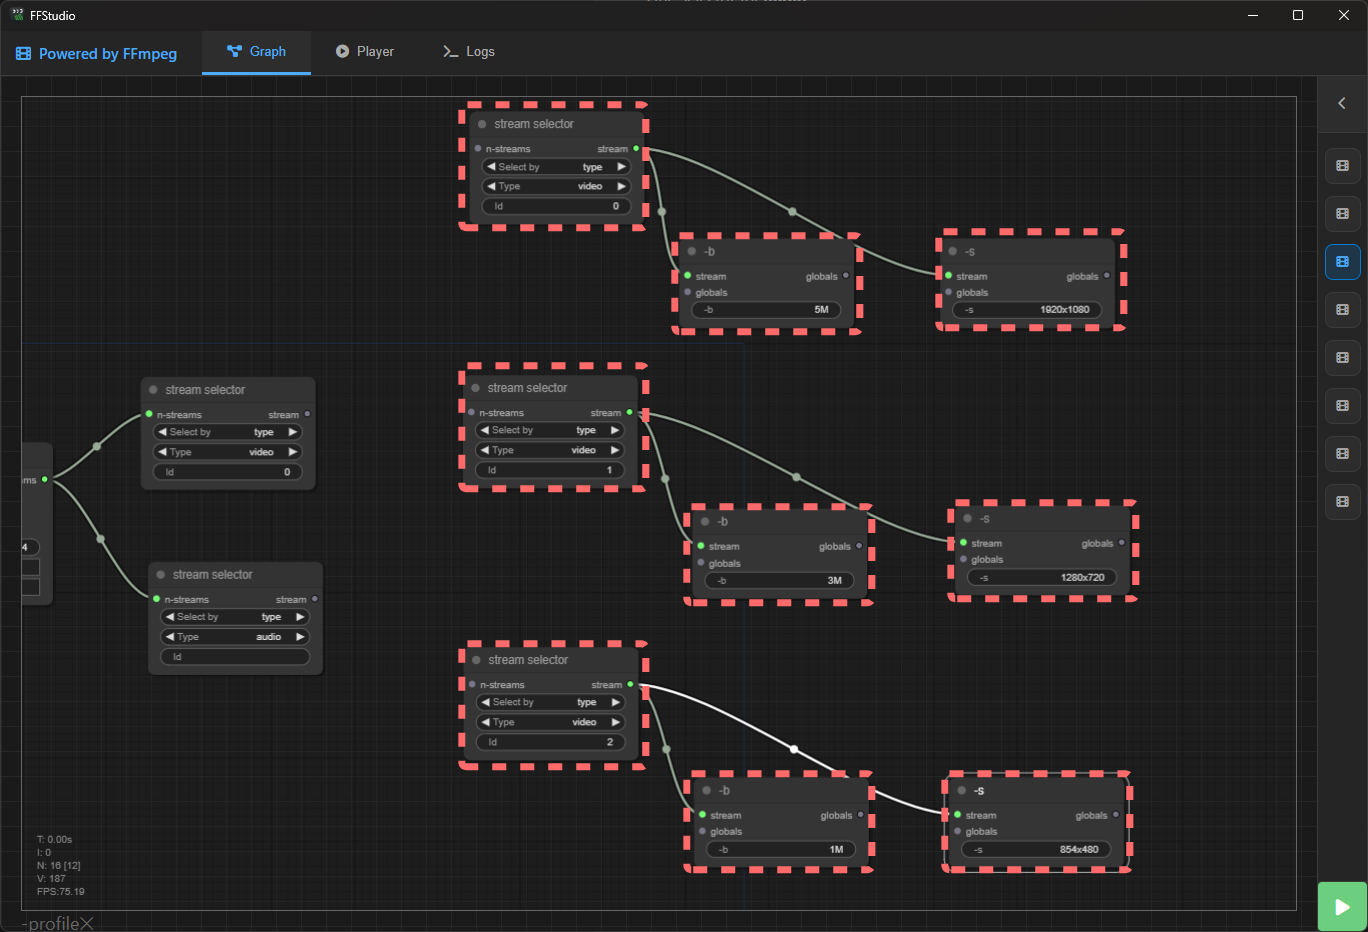 FFStudio
Powered by FFmpeg
Graph
Player
Logs
stream selector
n-streams stream
Select by type
Type video
Id 0
-b
stream globals
globals
-b 5M
-s
stream globals
globals
-s 1920x1080
stream selector
n-streams stream
Select by type
Type video
Id 0
stream selector
n-streams stream
Select by type
Type video
Id 1
-b
stream globals
globals
-b 3M
-s
stream globals
globals
-s 1280x720
ms
4
stream selector
n-streams stream
Select by type
Type audio
Id
stream selector
n-streams stream
Select by type
Type video
Id 2
-b
stream globals
globals
-b 1M
-s
stream globals
globals
-s 854x480
T: 0.00s
I: 0
N: 16 [12]
V: 187
FPS:75.19
-profile